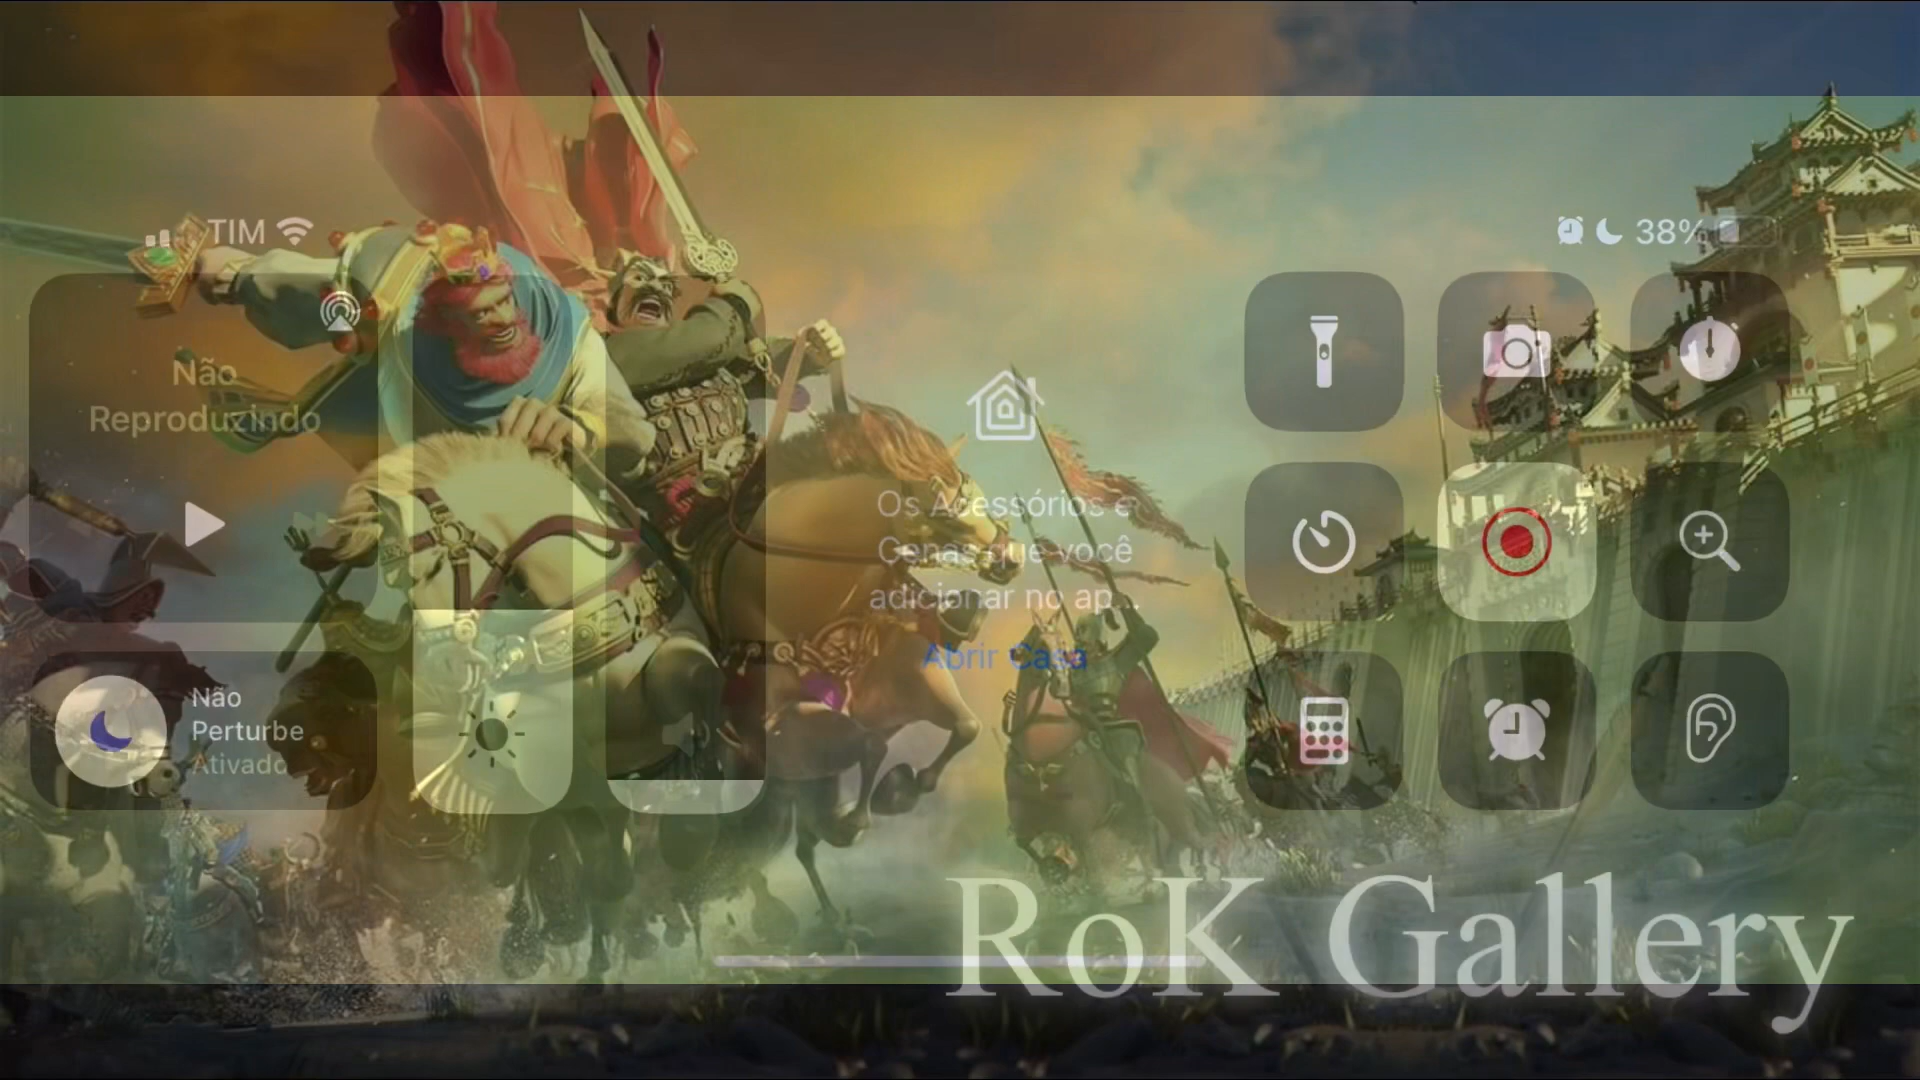 TIM
38%
Não
Reproduzindo
Os Acessórios e
Cenas que você
adicionar no ap...
Abrir Casa
Não
Perturbe
Ativado
RoK Gallery